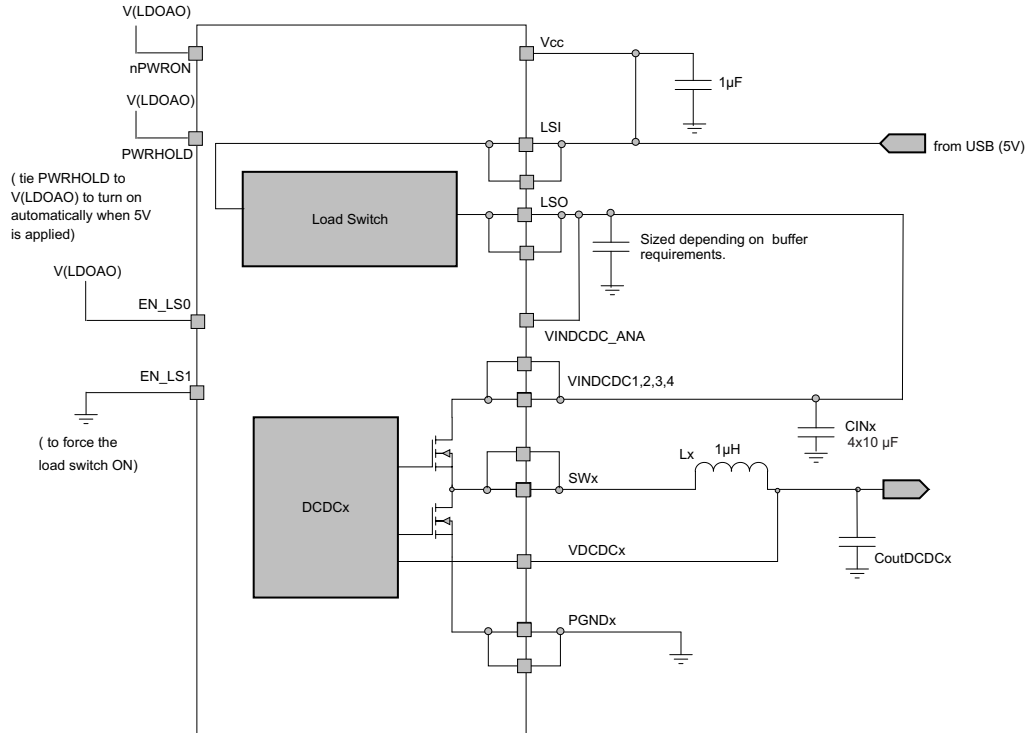 V(LDOAO)
nPWRON
V(LDOAO)
PWRHOLD
( tie PWRHOLD to
V(LDOAO) to turn on
automatically when 5V
is applied)
V(LDOAO)
EN_LS0
EN_LS1
( to force the
load switch ON)
Vcc
1µF
LSI
from USB (5V)
Load Switch
LSO
Sized depending on buffer
requirements.
VINDCDC_ANA
VINDCDC1,2,3,4
CINx
4x10 µF
DCDCx
SWx
Lx
1µH
VDCDCx
CoutDCDCx
PGNDx